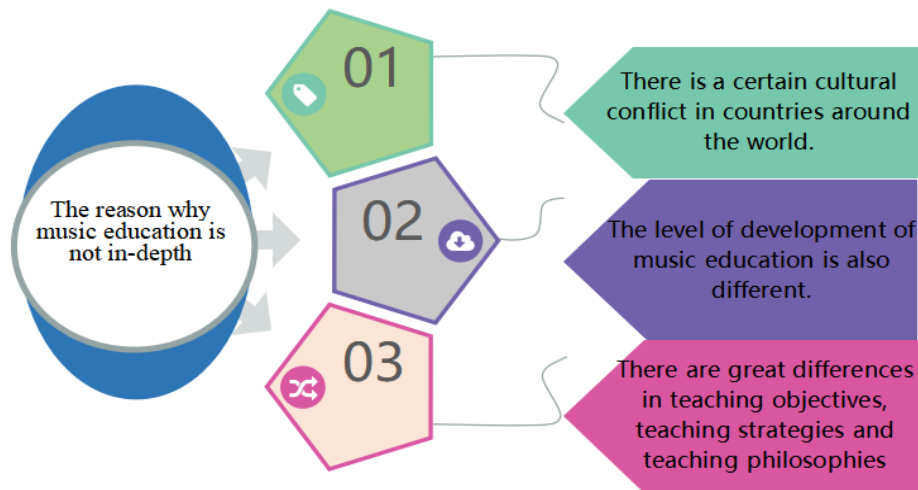 The reason why
music education is
not in-depth
01
There is a certain cultural
conflict in countries around
the world.
02
The level of development of
music education is also
different.
03
There are great differences
in teaching objectives,
teaching strategies and
teaching philosophies